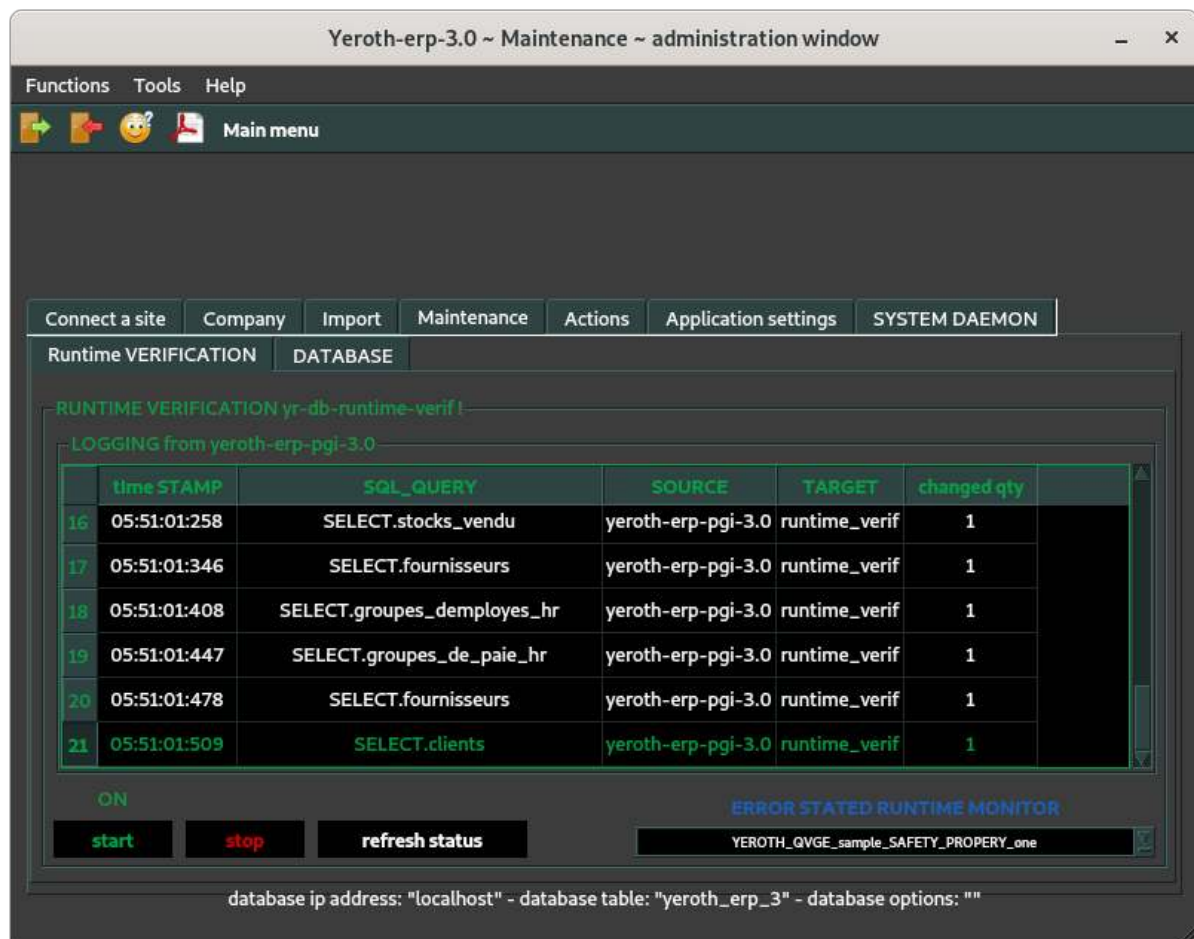 Yeroth-erp-3.0 ~ Maintenance ~ administration window
Functions Tools Help
Main menu
Connect a site Company Import Maintenance Actions Application settings SYSTEM DAEMON
Runtime VERIFICATION DATABASE
RUNTIME VERIFICATION yr-db-runtime-verif !
LOGGING from yeroth-erp-pgi-3.0
time STAMP SQL_QUERY SOURCE TARGET changed qty
16 05:51:01:258 SELECT.stocks_vendu yeroth-erp-pgi-3.0 runtime_verif 1
17 05:51:01:346 SELECT.fournisseurs yeroth-erp-pgi-3.0 runtime_verif 1
18 05:51:01:408 SELECT.groupes_demployes_hr yeroth-erp-pgi-3.0 runtime_verif 1
19 05:51:01:447 SELECT.groupes_de_paie_hr yeroth-erp-pgi-3.0 runtime_verif 1
20 05:51:01:478 SELECT.fournisseurs yeroth-erp-pgi-3.0 runtime_verif 1
21 05:51:01:509 SELECT.clients yeroth-erp-pgi-3.0 runtime_verif 1
ON
ERROR STATED RUNTIME MONITOR
start stop refresh status YEROTH_QVGE_sample_SAFETY_PROPERY_one
database ip address: "localhost" - database table: "yeroth_erp_3" - database options: ""